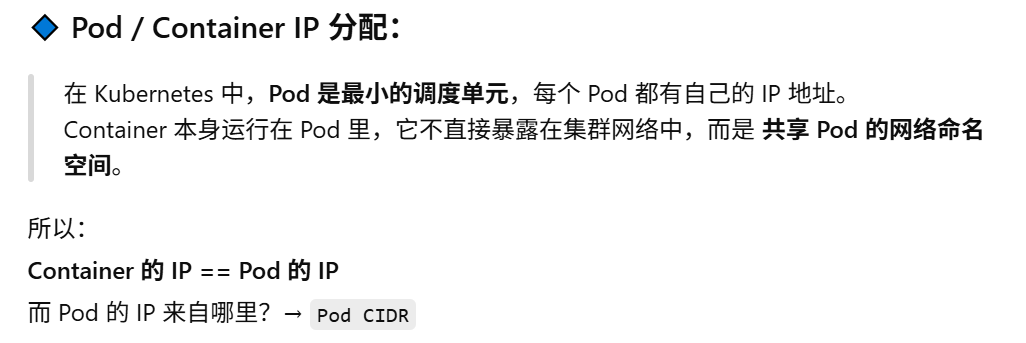 Pod / Container IP 分配：
在 Kubernetes 中，Pod 是最小的调度单元，每个 Pod 都有自己的 IP 地址。
Container 本身运行在 Pod 里，它不直接暴露在集群网络中，而是 共享 Pod 的网络命名
空间。
所以：
Container 的 IP == Pod 的 IP
而 Pod 的 IP 来自哪里？→ Pod CIDR